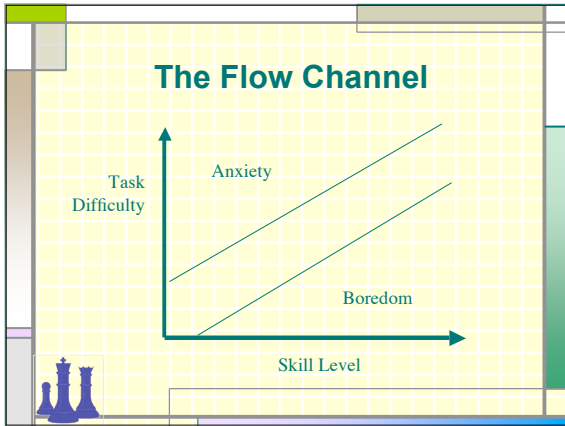 The Flow Channel
Anxiety
Task
Difficulty
Boredom
Skill Level